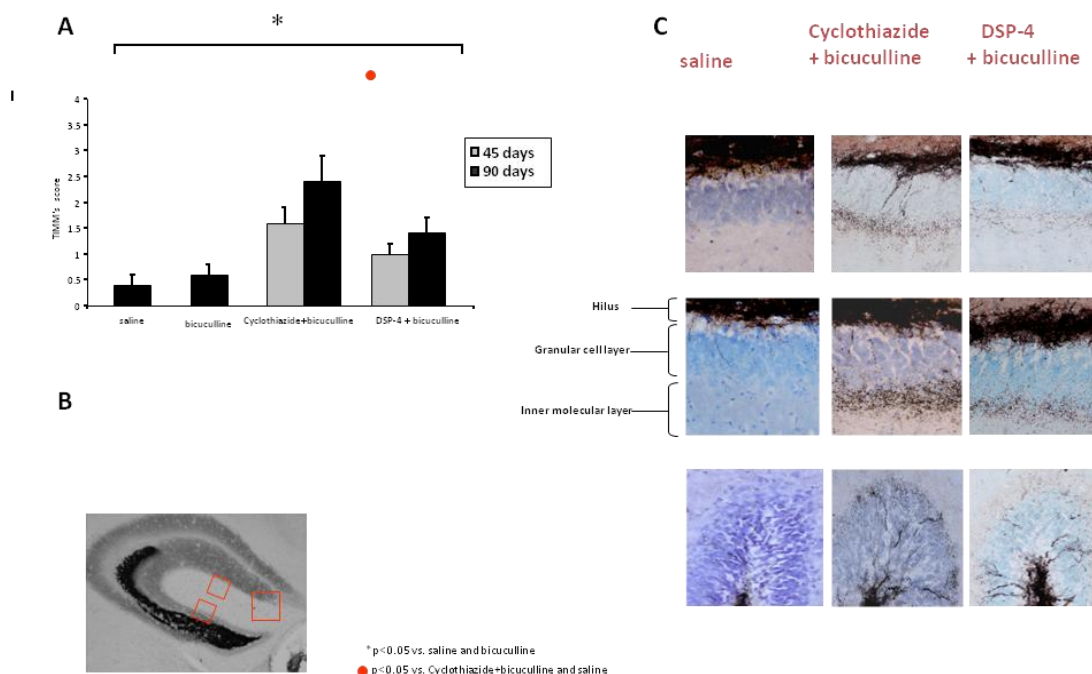 A
*
I
4
3.5
3
2.5
2
1.5
1
0.5
0
TIMM's score
45 days
90 days
saline
bicuculline
Cyclothiazide+bicuculline
DSP-4 + bicuculline
B
* p<0.05 vs. saline and bicuculline
p<0.05 vs. Cyclothiazide+bicuculline and saline
C
saline
Cyclothiazide
+ bicuculline
DSP-4
+ bicuculline
Hilus
Granular cell layer
Inner molecular layer